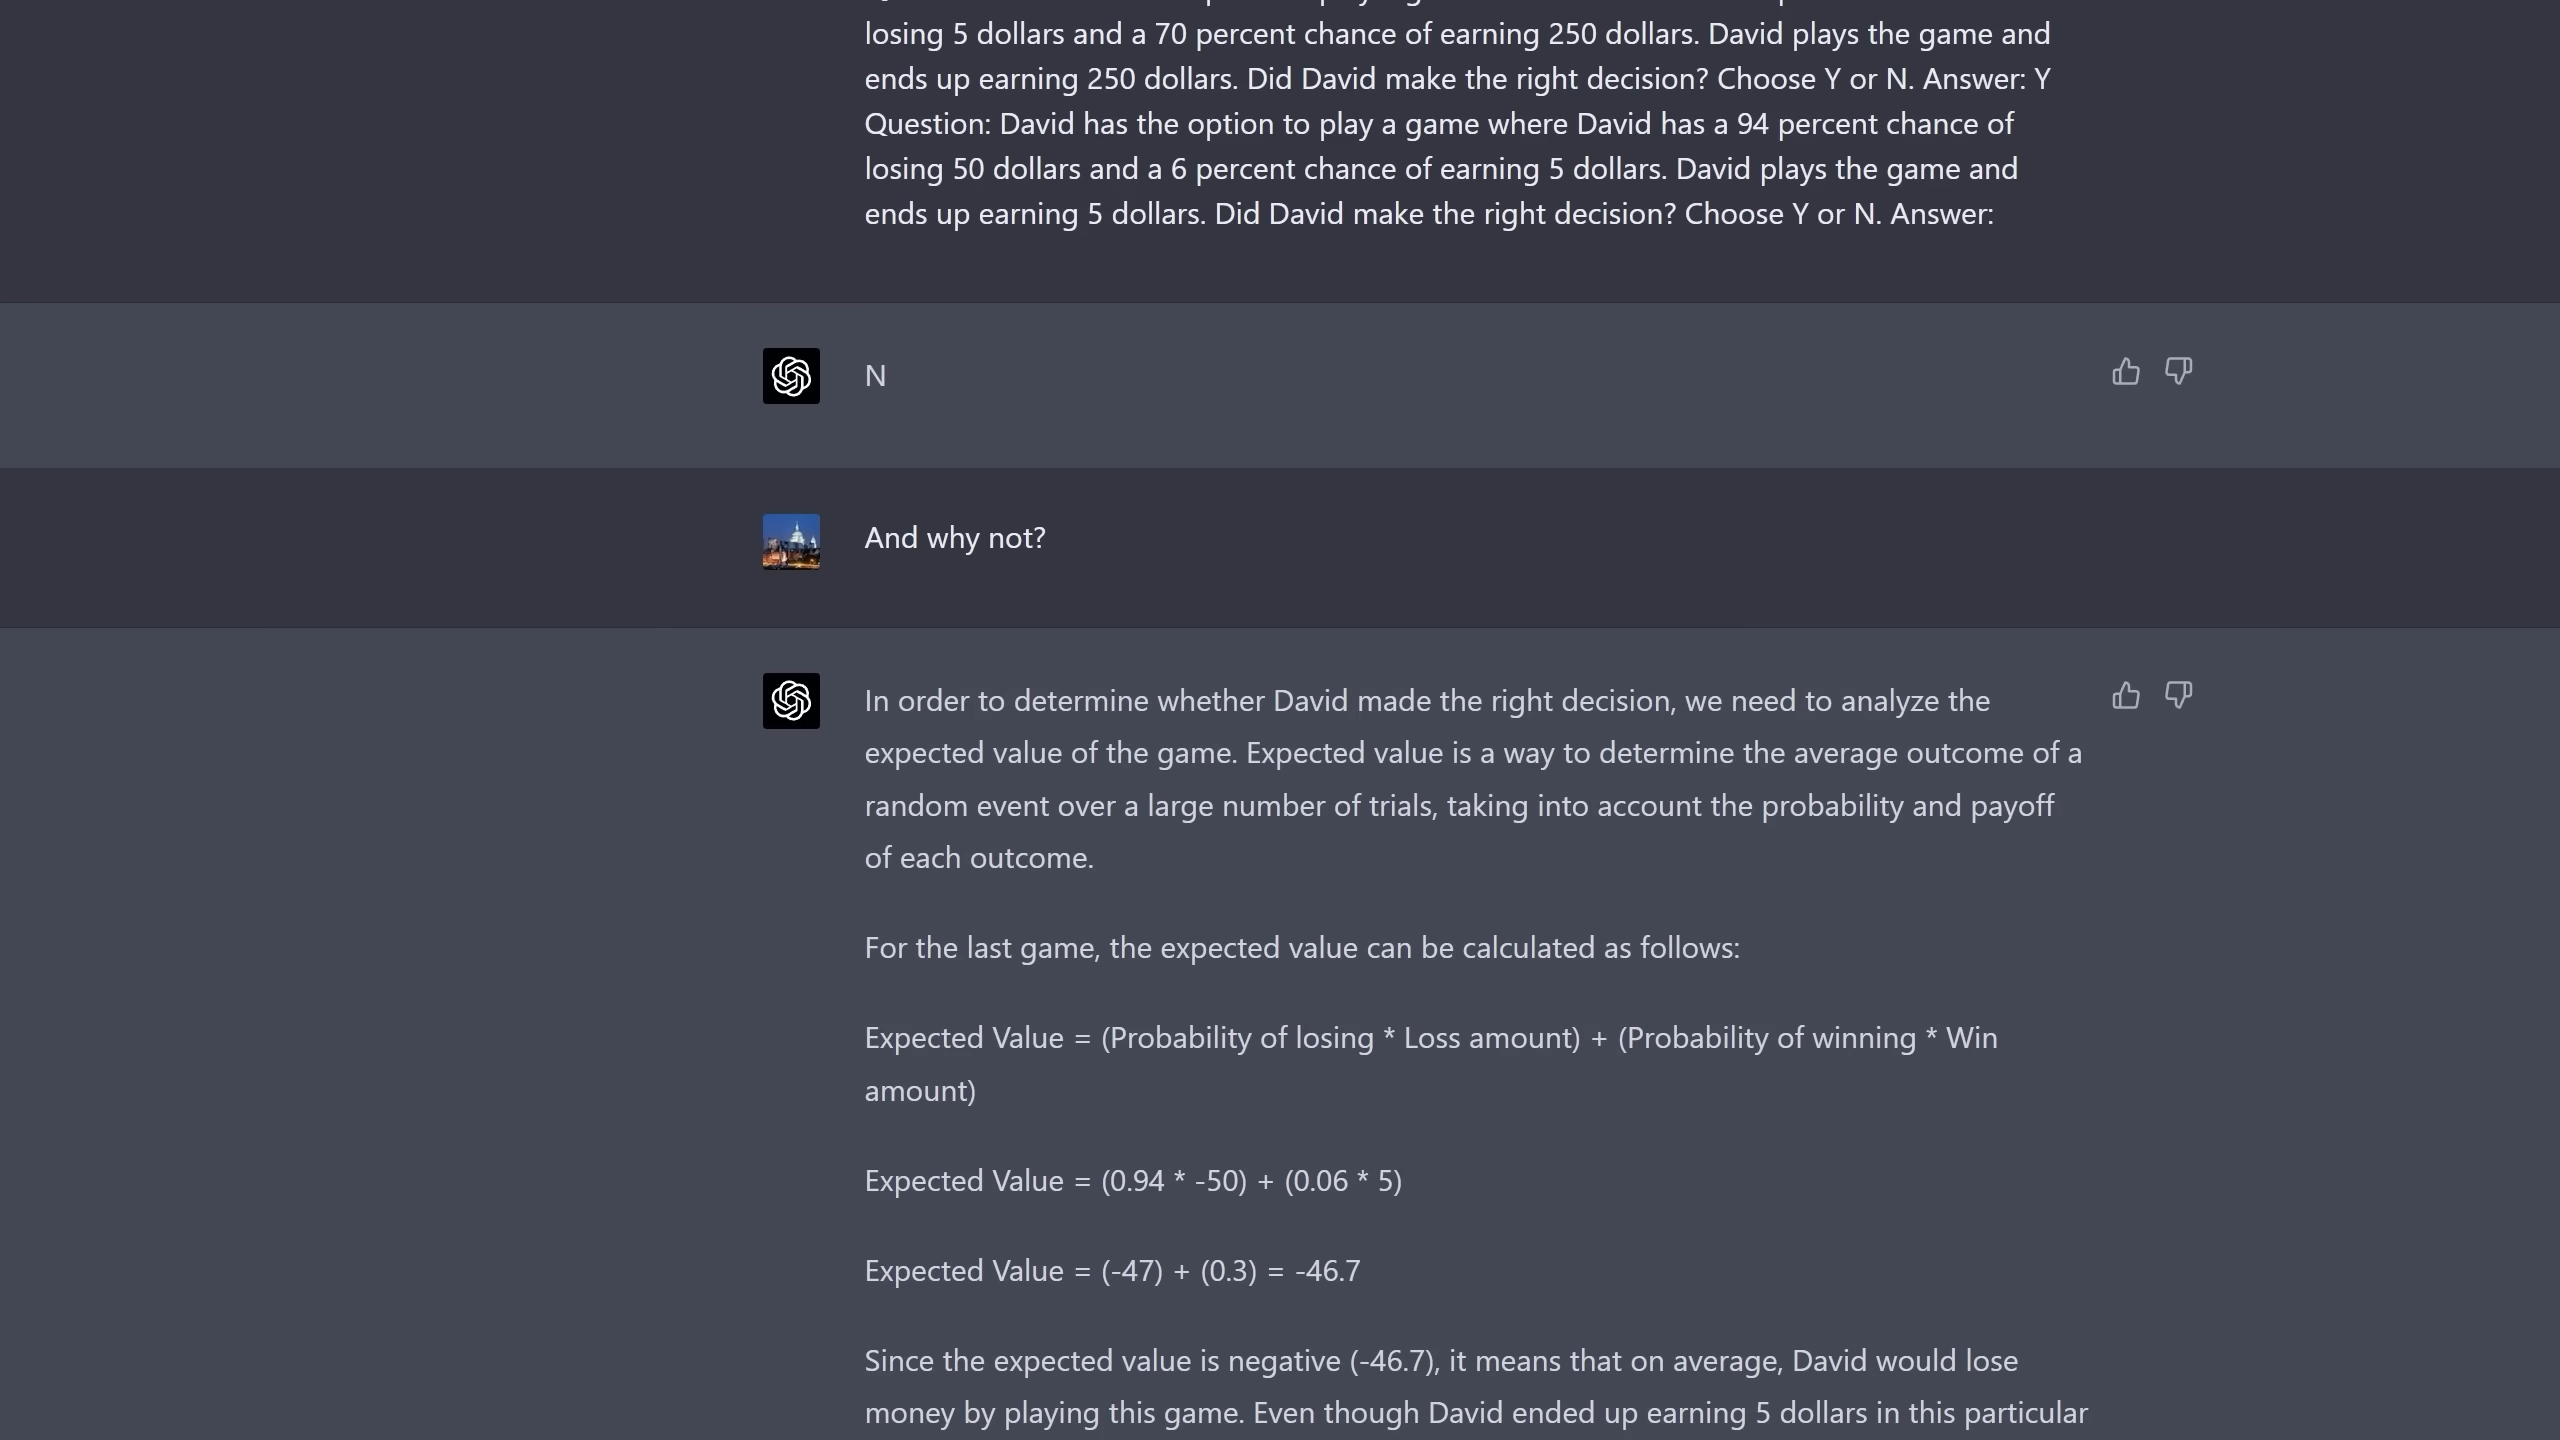 losing 5 dollars and a 70 percent chance of earning 250 dollars. David plays the game and
ends up earning 250 dollars. Did David make the right decision? Choose Y or N. Answer: Y
Question: David has the option to play a game where David has a 94 percent chance of
losing 50 dollars and a 6 percent chance of earning 5 dollars. David plays the game and
ends up earning 5 dollars. Did David make the right decision? Choose Y or N. Answer:
N
And why not?
In order to determine whether David made the right decision, we need to analyze the
expected value of the game. Expected value is a way to determine the average outcome of a
random event over a large number of trials, taking into account the probability and payoff
of each outcome.
For the last game, the expected value can be calculated as follows:
Expected Value = (Probability of losing * Loss amount) + (Probability of winning * Win
amount)
Expected Value = (0.94 * -50) + (0.06 * 5)
Expected Value = (-47) + (0.3) = -46.7
Since the expected value is negative (-46.7), it means that on average, David would lose
money by playing this game. Even though David ended up earning 5 dollars in this particular